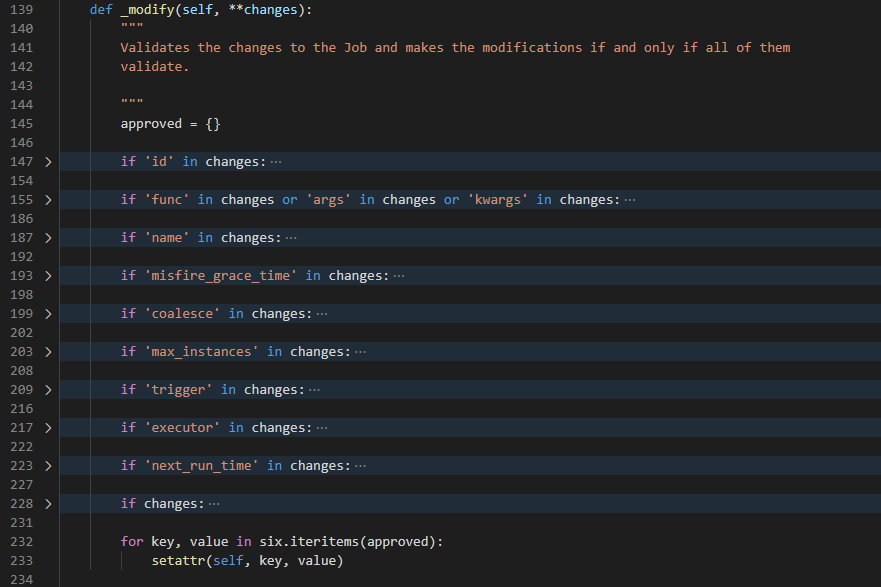 139 def _modify(self, **changes):
140 """
141 Validates the changes to the Job and makes the modifications if and only if all of them
142 validate.
143
144 """
145 approved = {}
146
147 > if 'id' in changes: ···
154
155 > if 'func' in changes or 'args' in changes or 'kwargs' in changes: ···
186
187 > if 'name' in changes: ···
192
193 > if 'misfire_grace_time' in changes: ···
198
199 > if 'coalesce' in changes: ···
202
203 > if 'max_instances' in changes: ···
208
209 > if 'trigger' in changes: ···
216
217 > if 'executor' in changes: ···
222
223 > if 'next_run_time' in changes: ···
227
228 > if changes: ···
231
232 for key, value in six.iteritems(approved):
233 setattr(self, key, value)
234